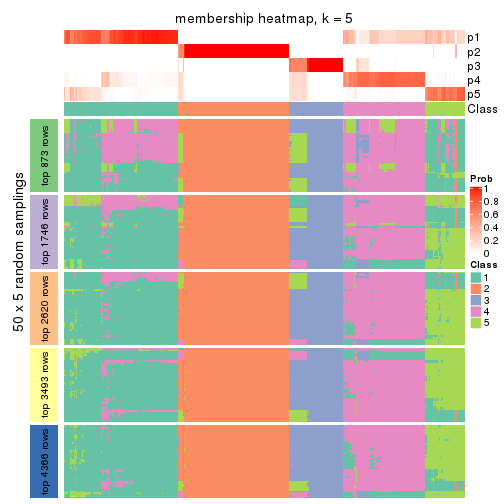 membership heatmap, k = 5
p1
p2
p3
p4
p5
Class
50 x 5 random samplings
top 873 rows
top 1746 rows
top 2620 rows
top 3493 rows
top 4366 rows
Prob
1
0.8
0.6
0.4
0.2
0
Class
1
2
3
4
5